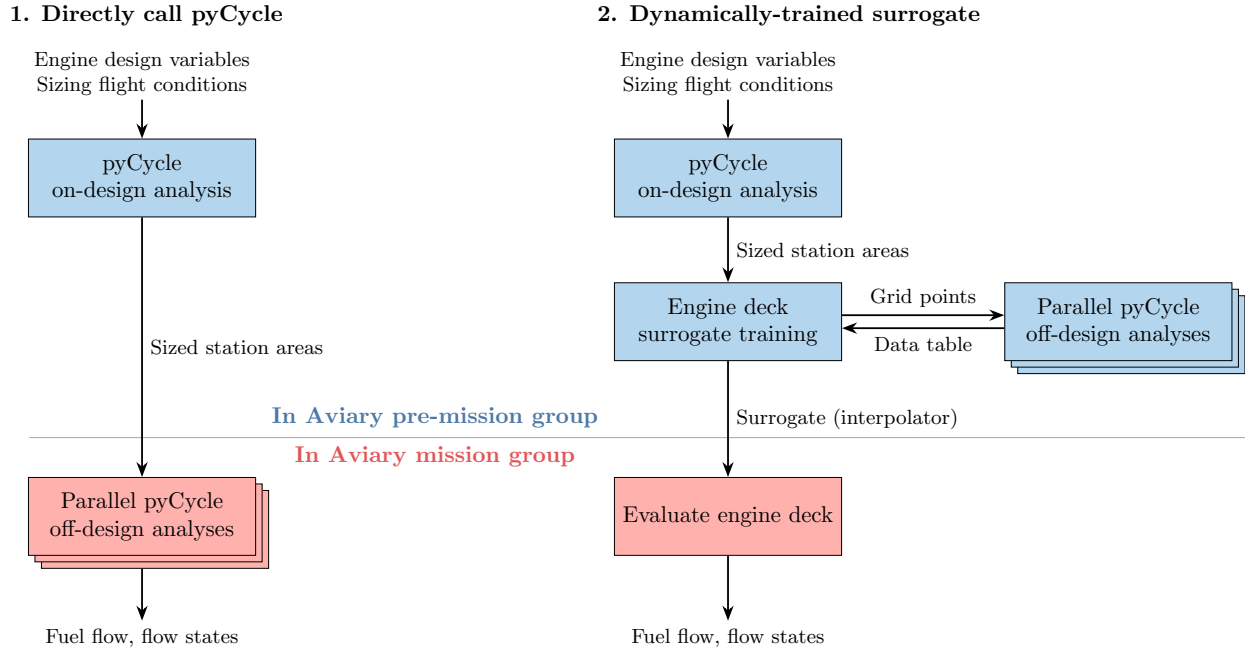 1. Directly call pyCycle
Engine design variables
Sizing flight conditions
pyCycle
on-design analysis
Sized station areas
In Aviary pre-mission group
In Aviary mission group
Parallel pyCycle
off-design analyses
Fuel flow, flow states
2. Dynamically-trained surrogate
Engine design variables
Sizing flight conditions
pyCycle
on-design analysis
Sized station areas
Engine deck
surrogate training
Grid points
Data table
Parallel pyCycle
off-design analyses
Surrogate (interpolator)
Evaluate engine deck
Fuel flow, flow states